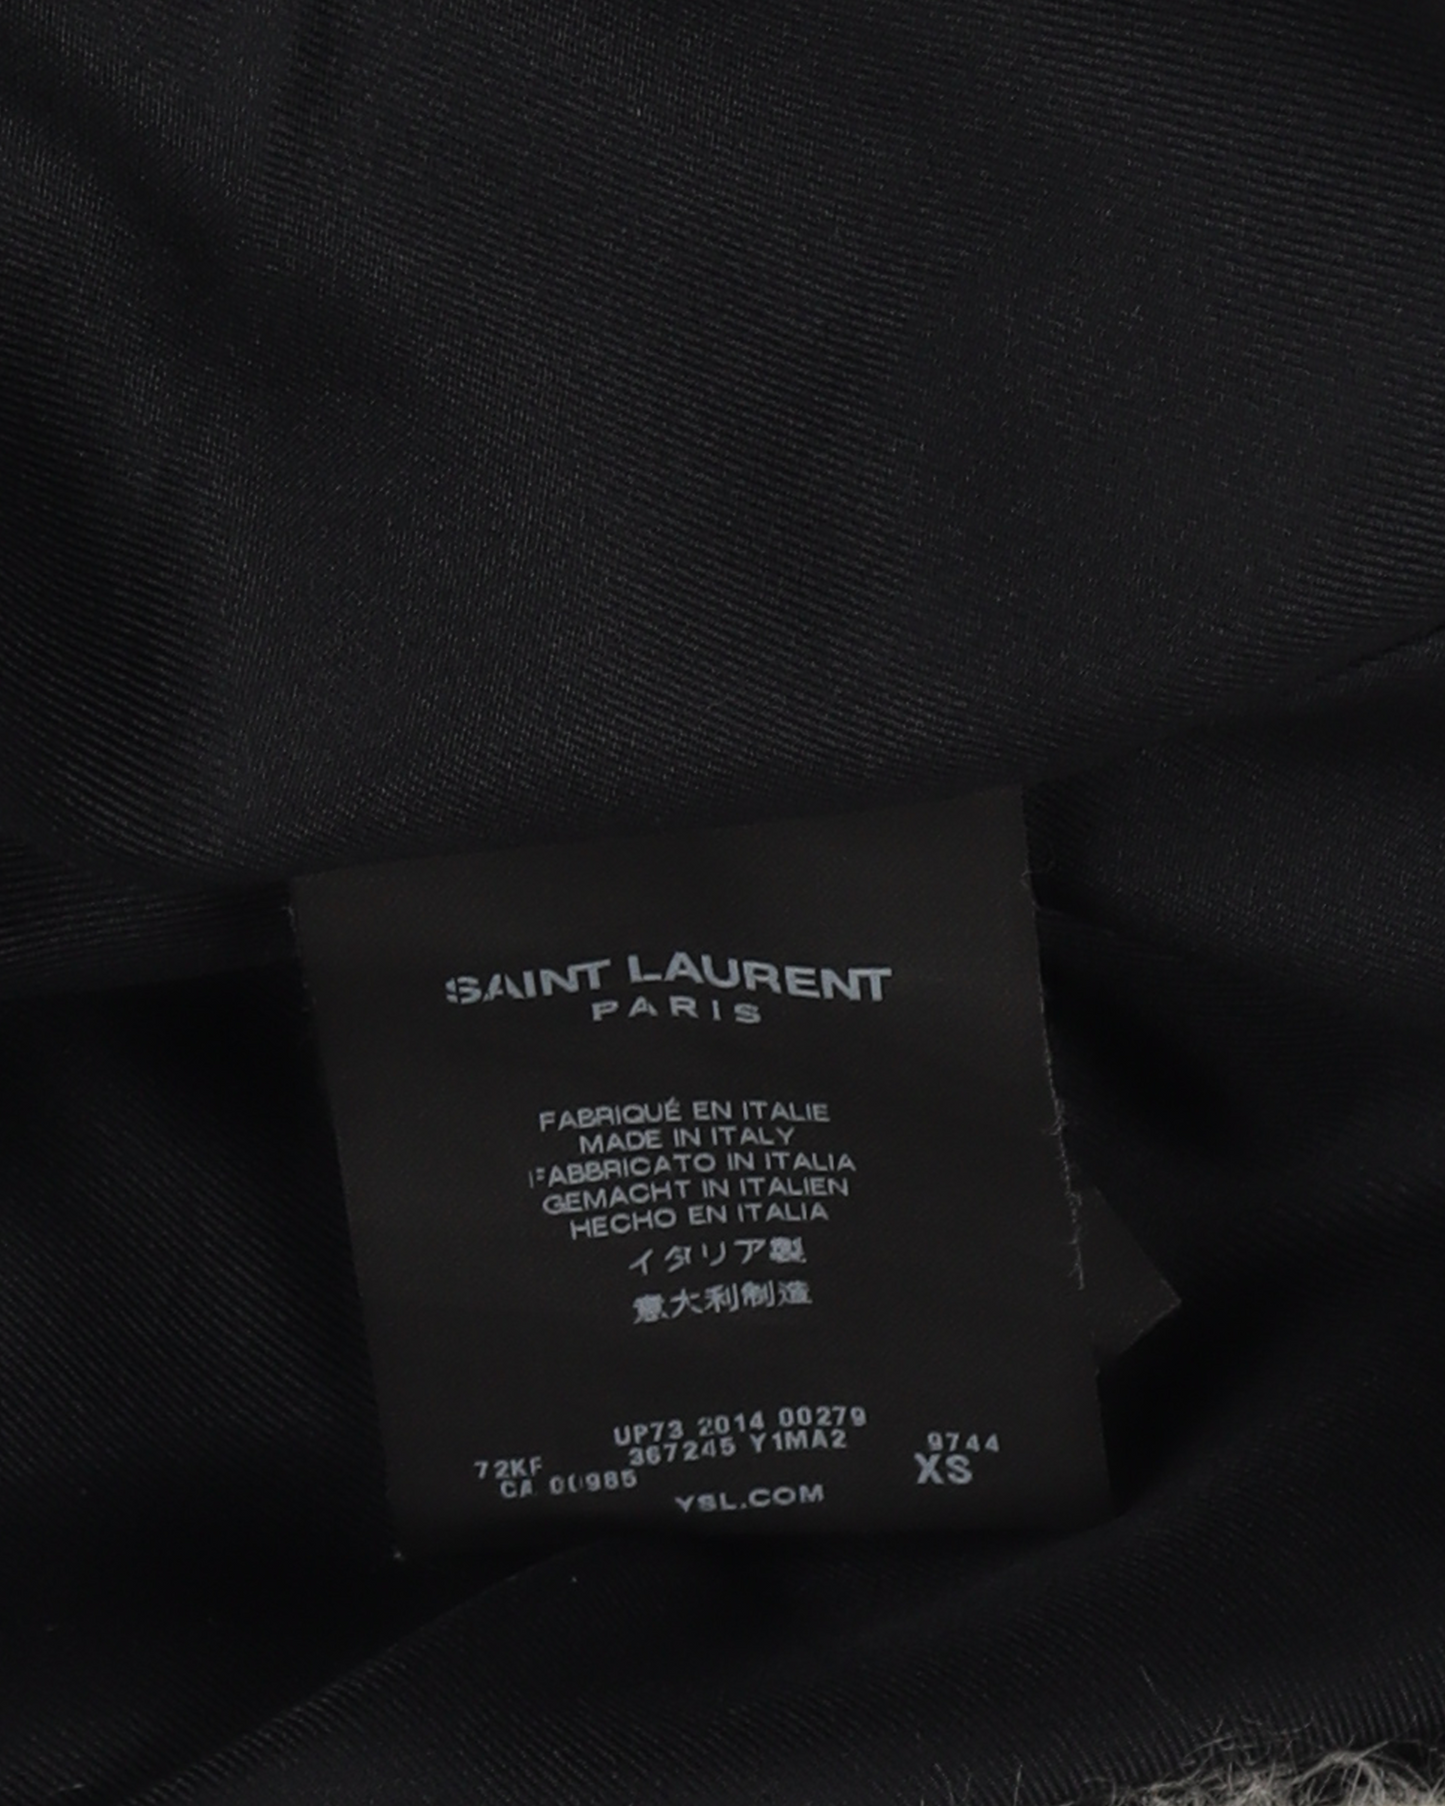 SAINT LAURENT
PARIS
FABRIQUÉ EN ITALIE
MADE IN ITALY
FABBRICATO IN ITALIA
GEMACHT IN ITALIEN
HECHO EN ITALIA
イタリア製
意大利制造
UP73 2014 00279
72KF 367245 Y1MA2 9744
CA 00985 XS
YSL.COM